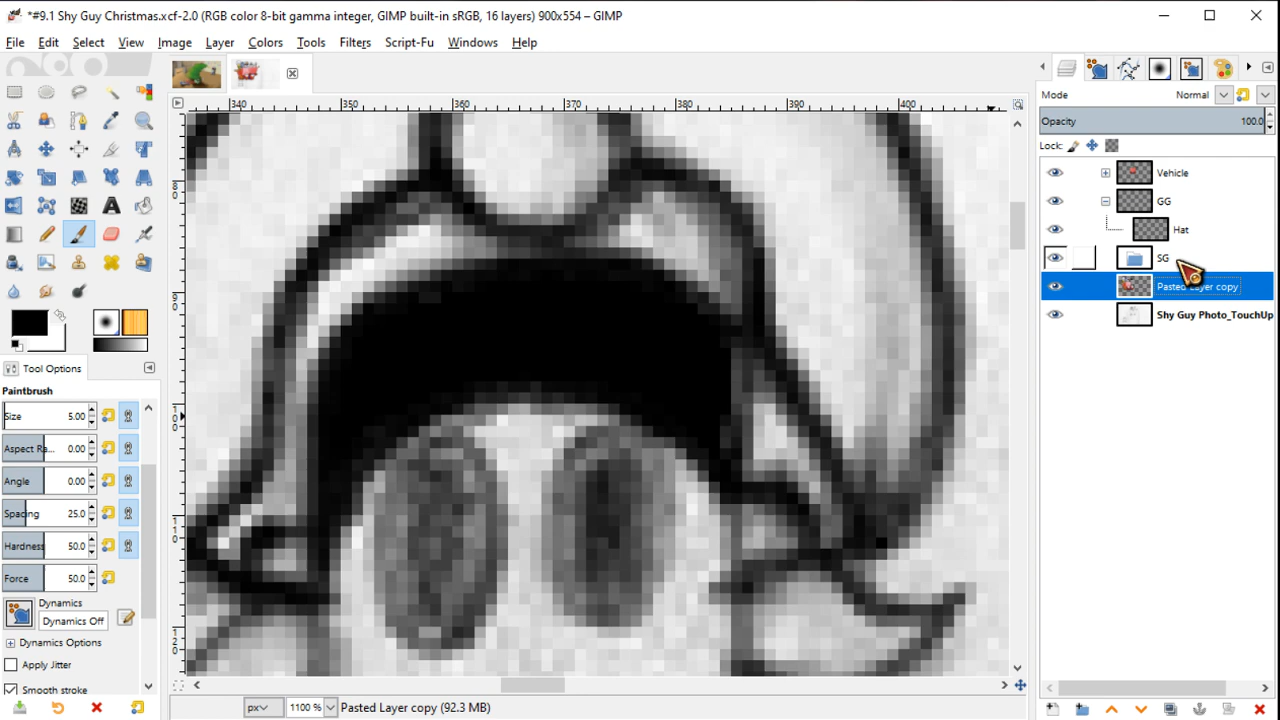 *#9.1 Shy Guy Christmas.xcf-2.0 (RGB color 8-bit gamma integer, GIMP built-in sRGB, 16 layers) 900x554 – GIMP
File Edit Select View Image Layer Colors Tools Filters Script-Fu Windows Help
340 350 360 370 380 390 400
Mode Normal
Opacity 100.0
Lock:
Vehicle
GG
Hat
SG
Pasted Layer copy
Shy Guy Photo_TouchUp
80
90
100
110
120
Tool Options
Paintbrush
Size 5.00
Aspect Ra... 0.00
Angle 0.00
Spacing 25.0
Hardness 50.0
Force 50.0
Dynamics
Dynamics Off
Dynamics Options
Apply Jitter
Smooth stroke
px 1100 % Pasted Layer copy (92.3 MB)